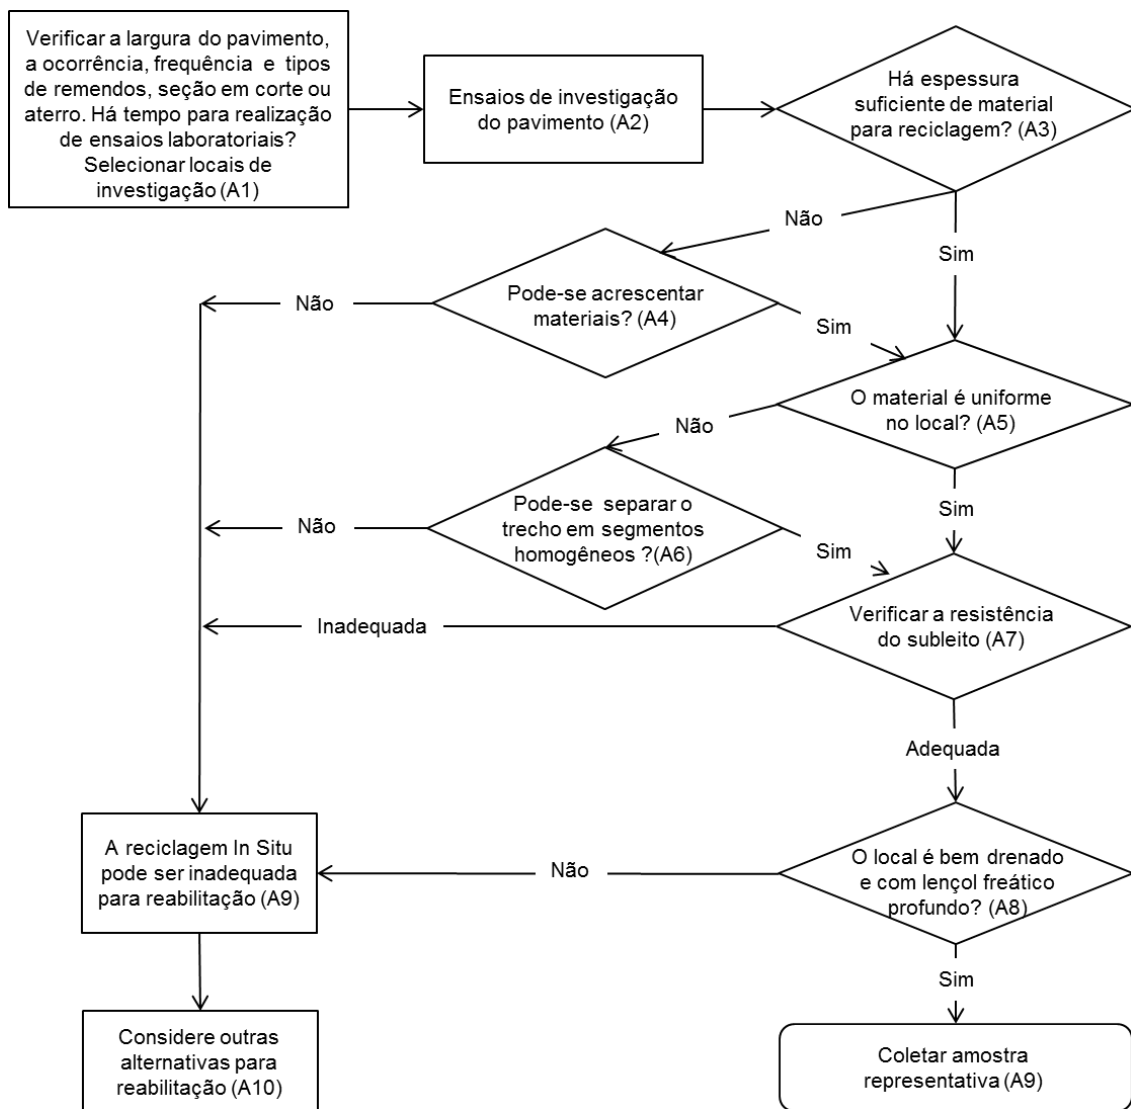 Verificar a largura do pavimento,
a ocorrência, frequência e tipos
de remendos, seção em corte ou
aterro. Há tempo para realização
de ensaios laboratoriais?
Selecionar locais de
investigação (A1)
Ensaios de investigação
do pavimento (A2)
Há espessura
suficiente de material
para reciclagem? (A3)
Não
Sim
Pode-se acrescentar
materiais? (A4)
Não
Sim
O material é uniforme
no local? (A5)
Não
Sim
Pode-se separar o
trecho em segmentos
homogêneos ?(A6)
Não
Sim
Verificar a resistência
do subleito (A7)
Inadequada
Adequada
O local é bem drenado
e com lençol freático
profundo? (A8)
Não
Sim
A reciclagem In Situ
pode ser inadequada
para reabilitação (A9)
Considere outras
alternativas para
reabilitação (A10)
Coletar amostra
representativa (A9)